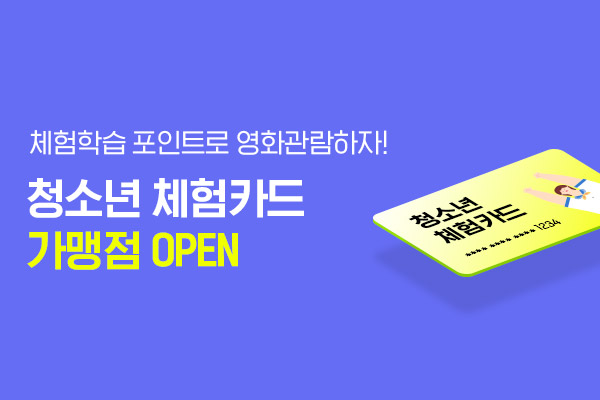 체험학습 포인트로 영화관람하자!
청소년 체험카드
가맹점 OPEN
청소년
체험카드
**** **** **** 1234